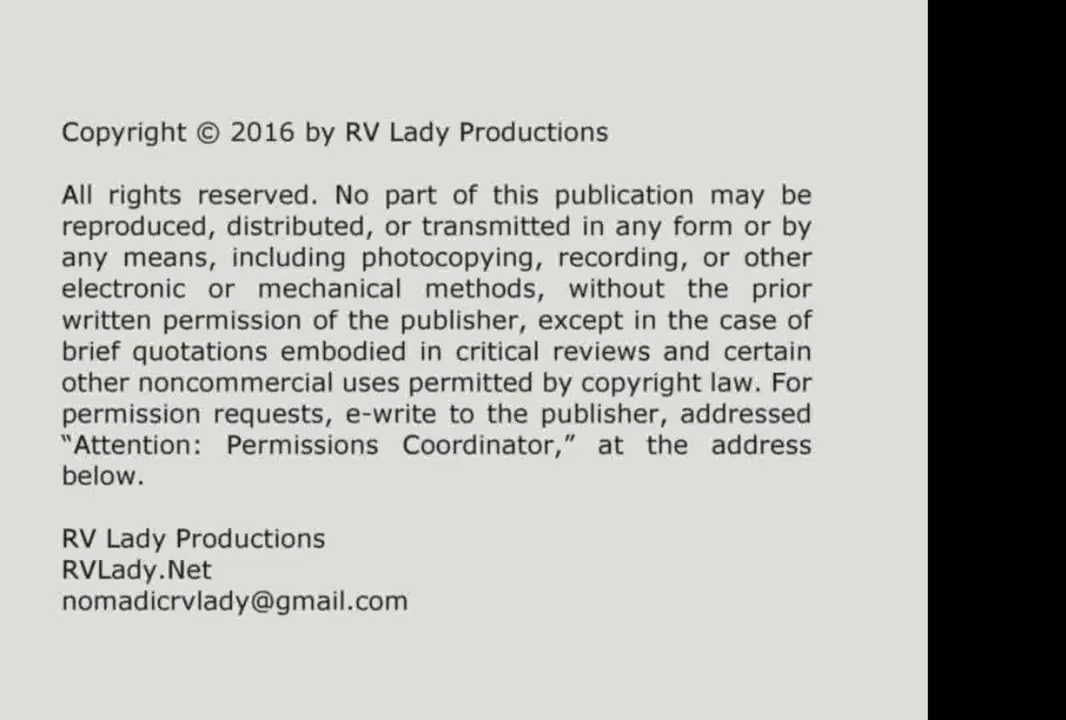 Copyright © 2016 by RV Lady Productions
All rights reserved. No part of this publication may be
reproduced, distributed, or transmitted in any form or by
any means, including photocopying, recording, or other
electronic or mechanical methods, without the prior
written permission of the publisher, except in the case of
brief quotations embodied in critical reviews and certain
other noncommercial uses permitted by copyright law. For
permission requests, e-write to the publisher, addressed
“Attention: Permissions Coordinator,” at the address
below.
RV Lady Productions
RVLady.Net
nomadicrvlady@gmail.com